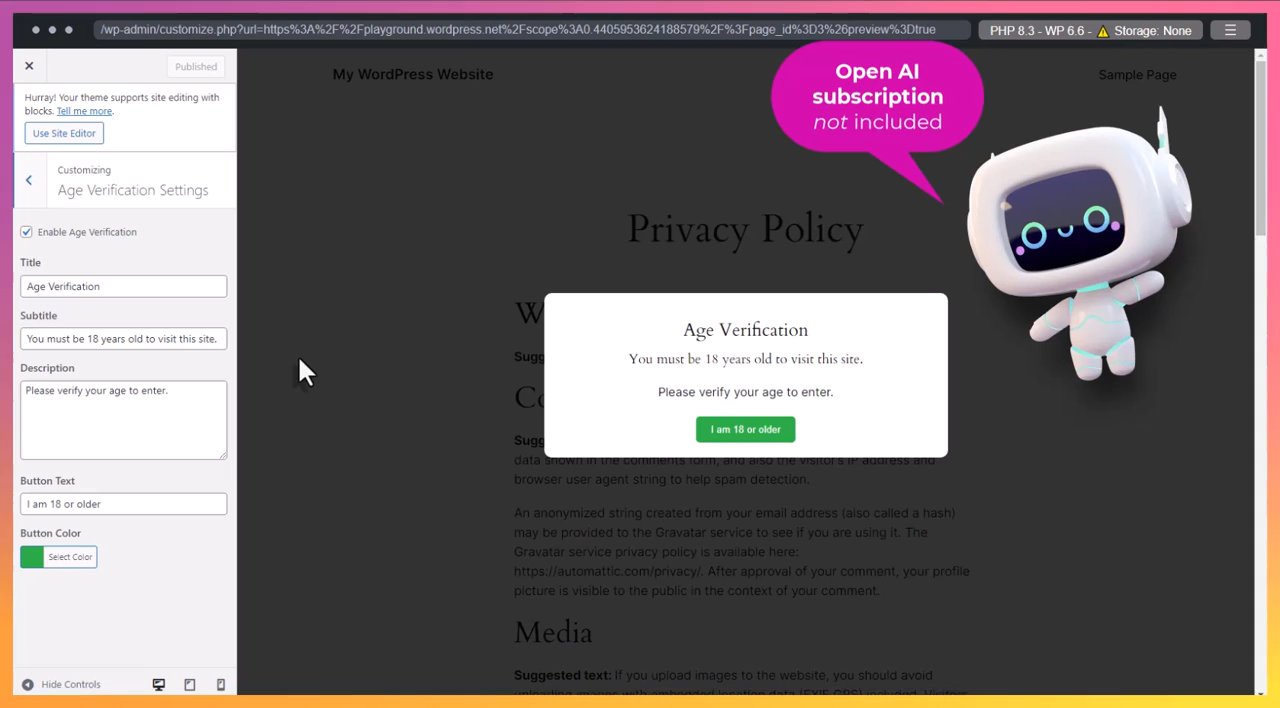 /wp-admin/customize.php?url=https%3A%2F%2Fplayground.wordpress.net%2Fscope%3A0.4405953624188579%2F%3Fpage_id%3D3%26preview%3Dtrue
PHP 8.3 - WP 6.6 - ⚠ Storage: None
Published
Hurray! Your theme supports site editing with
blocks. Tell me more.
Use Site Editor
Customizing
Age Verification Settings
Enable Age Verification
Title
Age Verification
Subtitle
You must be 18 years old to visit this site.
Description
Please verify your age to enter.
Button Text
I am 18 or older
Button Color
Select Color
Hide Controls
My WordPress Website
Sample Page
Open AI
subscription
not included
Privacy Policy
Age Verification
You must be 18 years old to visit this site.
Please verify your age to enter.
I am 18 or older
data shown in the comments form, and also the visitor's IP address and
browser user agent string to help spam detection.
An anonymized string created from your email address (also called a hash)
may be provided to the Gravatar service to see if you are using it. The
Gravatar service privacy policy is available here:
https://automattic.com/privacy/. After approval of your comment, your profile
picture is visible to the public in the context of your comment.
Media
Suggested text: If you upload images to the website, you should avoid
uploading images with embedded location data (EXIF GPS) included. Visitors